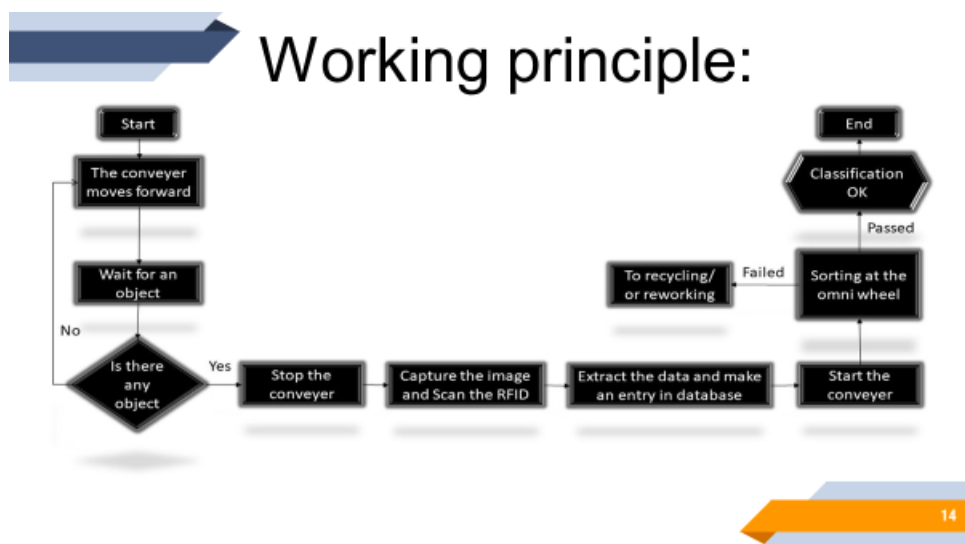 Working principle:
Start
The conveyer
moves forward
Wait for an
object
No
Is there
any
object
Yes
Stop the
conveyer
Capture the image
and Scan the RFID
Extract the data and make
an entry in database
Start the
conveyer
Sorting at the
omni wheel
Failed
To recycling/
or reworking
Passed
Classification
OK
End
14